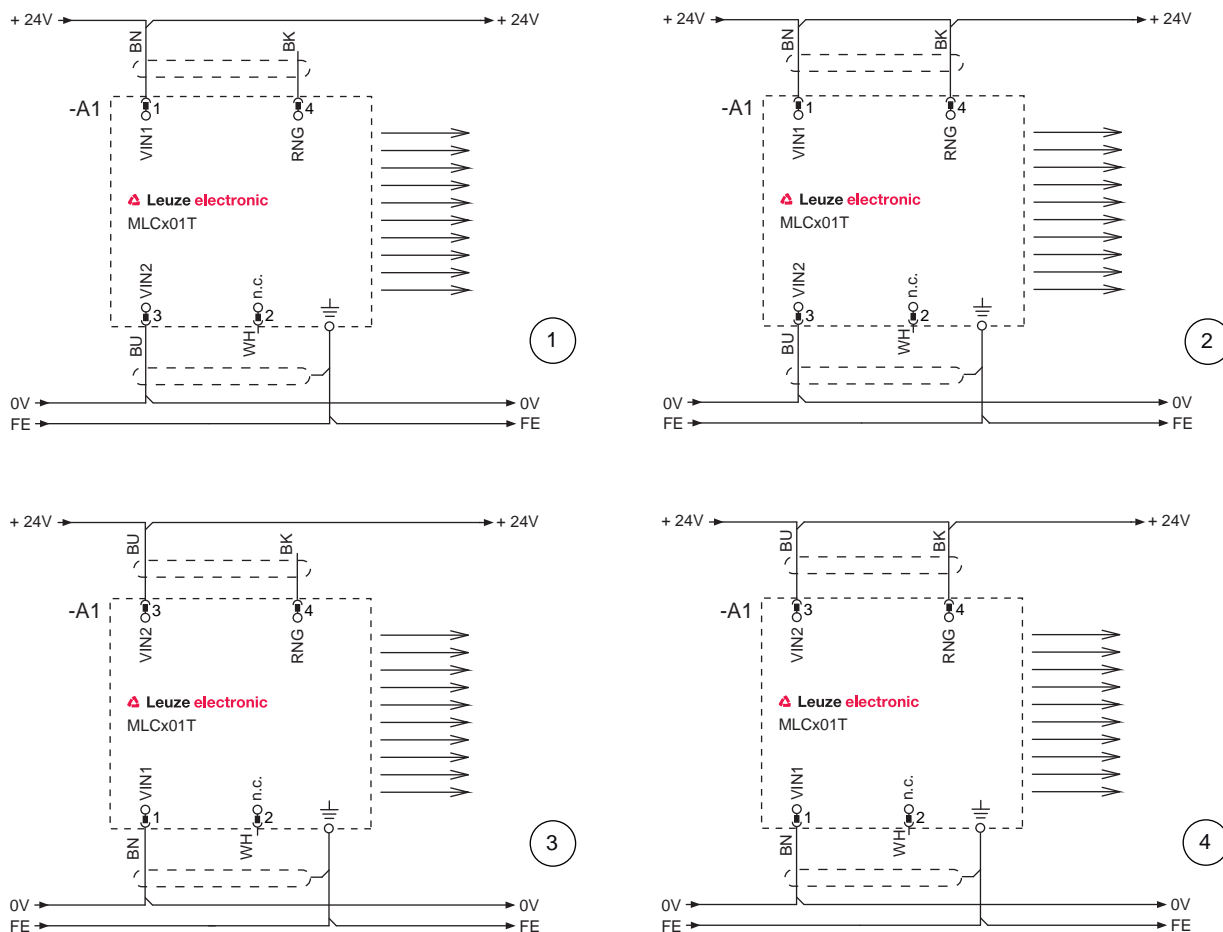 + 24V
+ 24V
BN
BK
-A1
1
4
VIN1
RNG
Leuze electronic
MLCx01T
VIN2
n.c.
3
2
BU
WH
1
0V
0V
FE
FE
+ 24V
+ 24V
BN
BK
-A1
1
4
VIN1
RNG
Leuze electronic
MLCx01T
VIN2
n.c.
3
2
BU
WH
2
0V
0V
FE
FE
+ 24V
+ 24V
BU
BK
-A1
3
4
VIN2
RNG
Leuze electronic
MLCx01T
VIN1
n.c.
1
2
BN
WH
3
0V
0V
FE
FE
+ 24V
+ 24V
BU
BK
-A1
3
4
VIN2
RNG
Leuze electronic
MLCx01T
VIN1
n.c.
1
2
BN
WH
4
0V
0V
FE
FE